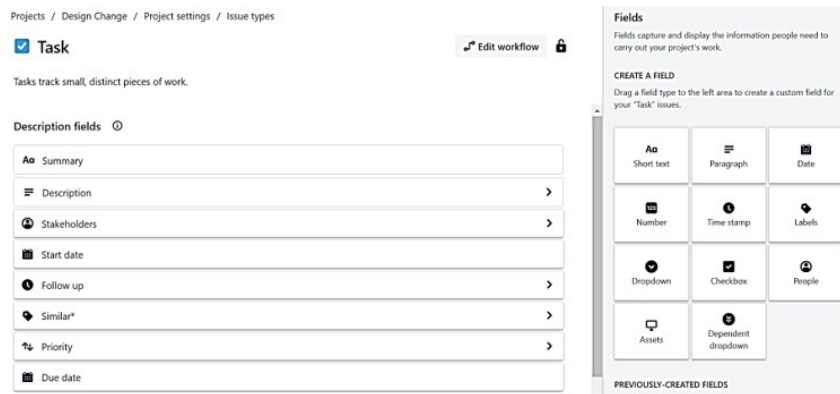 Projects / Design Change / Project settings / Issue types
Task
Edit workflow
Tasks track small, distinct pieces of work.
Description fields
Aa Summary
Description
Stakeholders
Start date
Follow up
Similar*
Priority
Due date
Fields
Fields capture and display the information people need to
carry out your project's work.
CREATE A FIELD
Drag a field type to the left area to create a custom field for
your "Task" issues.
Aa
Short text
Paragraph
Date
123
Number
Time stamp
Labels
Dropdown
Checkbox
People
Assets
Dependent
dropdown
PREVIOUSLY-CREATED FIELDS